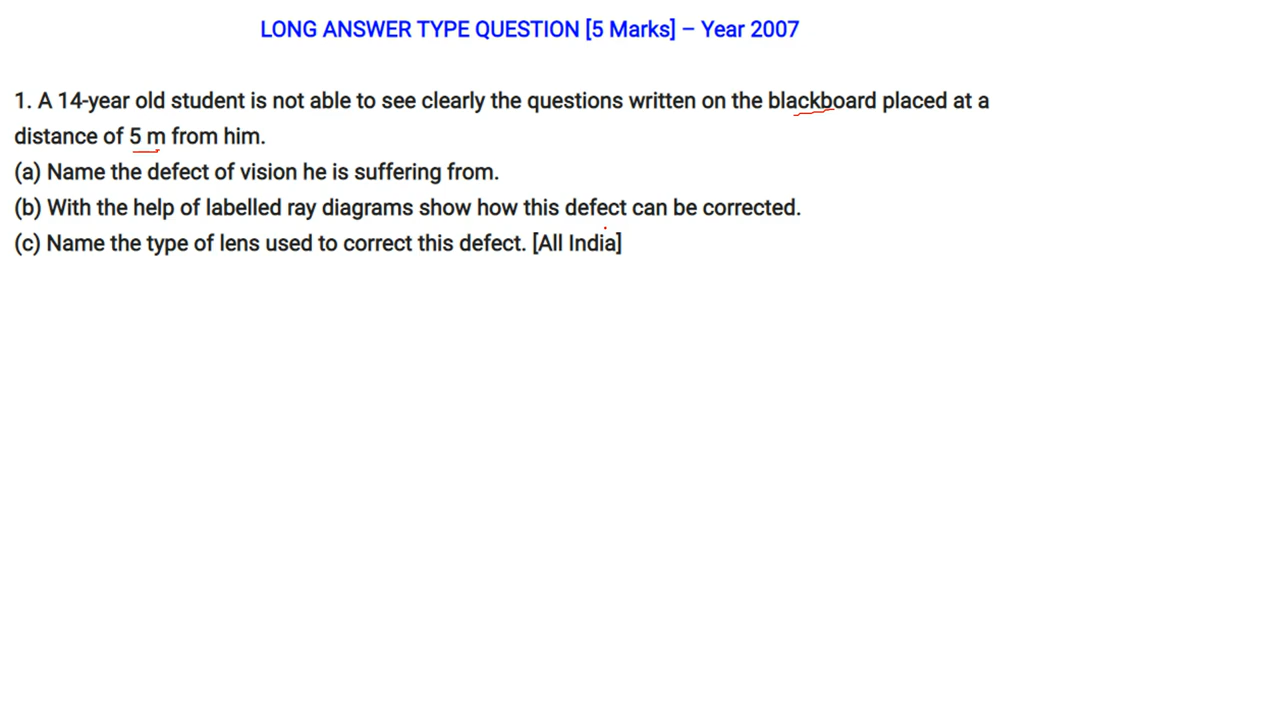 LONG ANSWER TYPE QUESTION [5 Marks] – Year 2007
1. A 14-year old student is not able to see clearly the questions written on the blackboard placed at a
distance of 5 m from him.
(a) Name the defect of vision he is suffering from.
(b) With the help of labelled ray diagrams show how this defect can be corrected.
(c) Name the type of lens used to correct this defect. [All India]